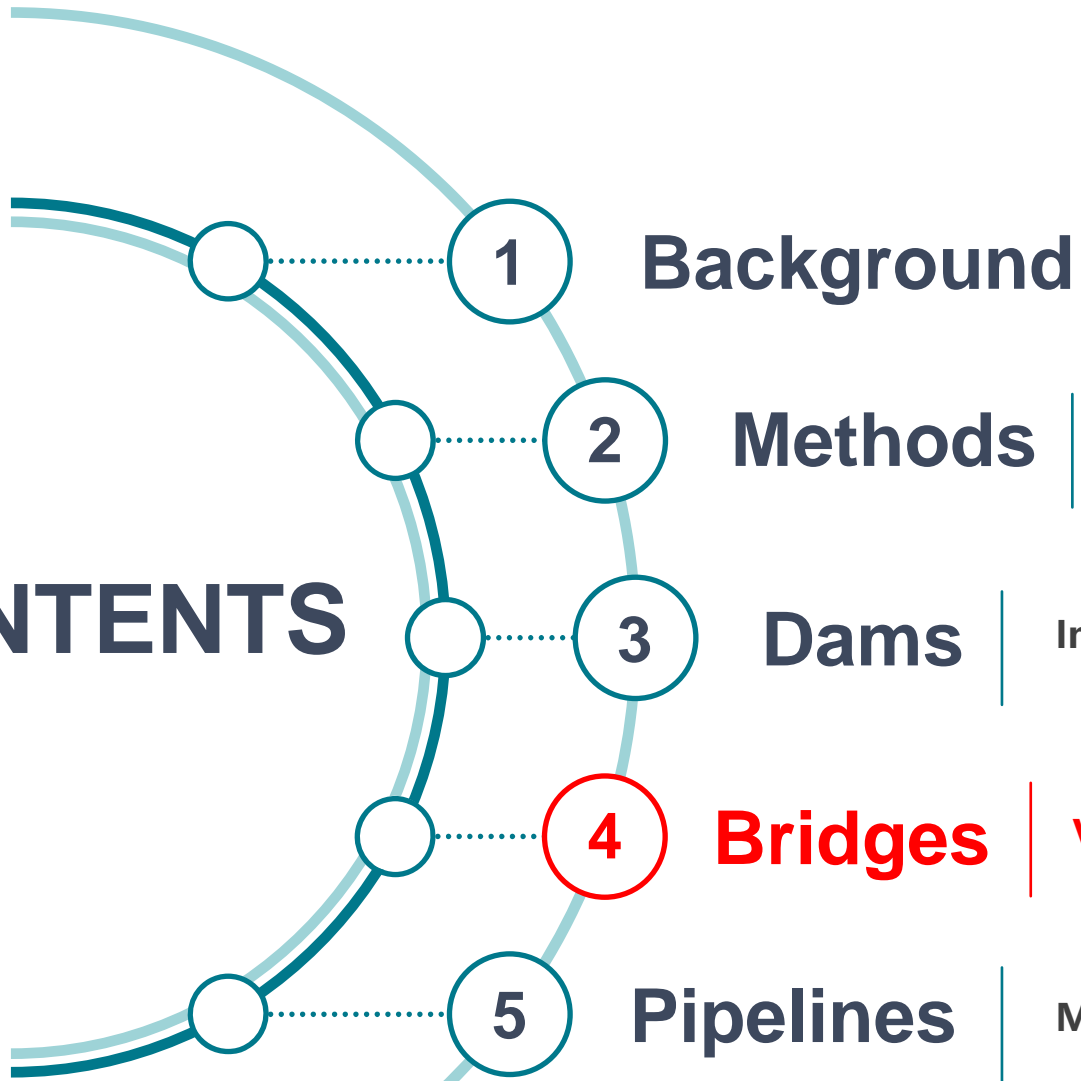 1 Background
2 Methods
NTENTS
3 Dams
4 Bridges
5 Pipelines